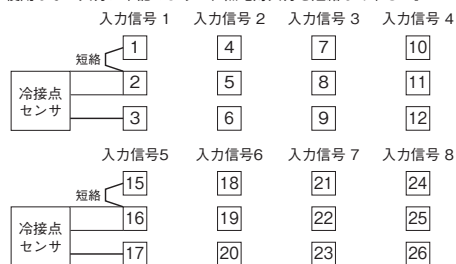 入力信号 1 入力信号 2 入力信号 3 入力信号 4
1 4 7 10
短絡
2 5 8 11
冷接点
センサ
3 6 9 12
入力信号5 入力信号6 入力信号 7 入力信号 8
15 18 21 24
短絡
16 19 22 25
冷接点
センサ
17 20 23 26